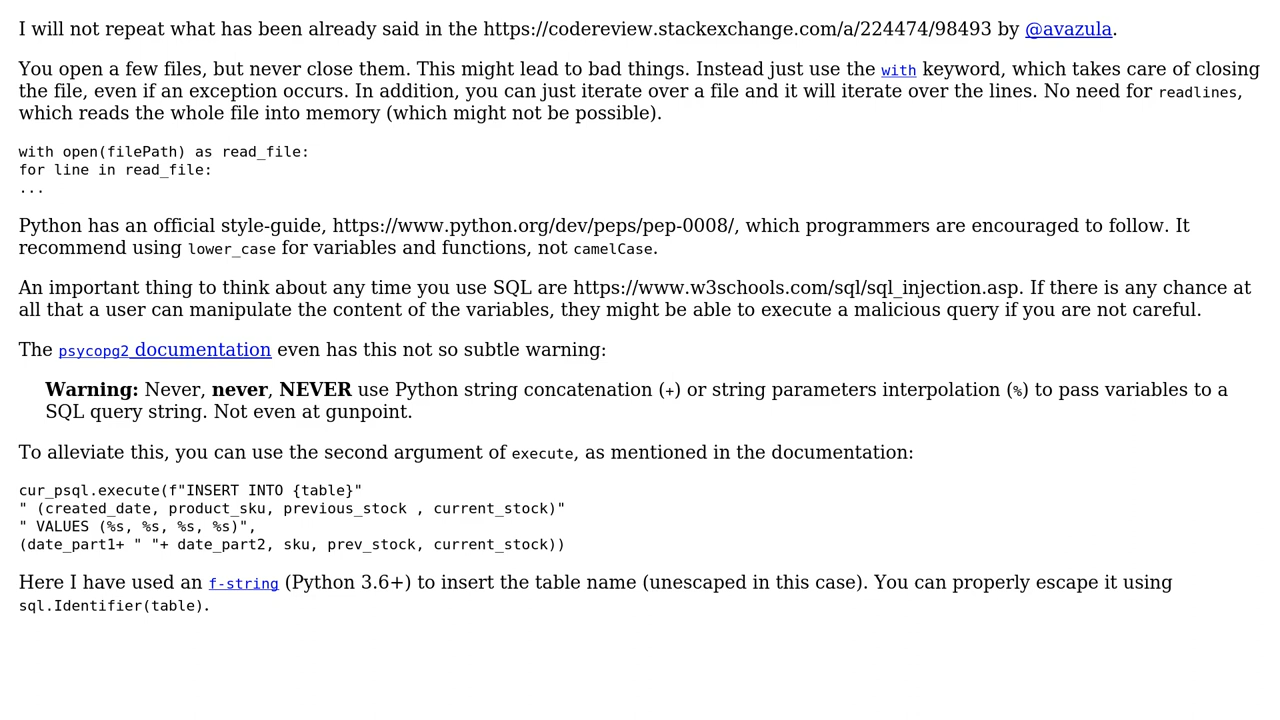 I will not repeat what has been already said in the https://codereview.stackexchange.com/a/224474/98493 by @avazula.
You open a few files, but never close them. This might lead to bad things. Instead just use the with keyword, which takes care of closing
the file, even if an exception occurs. In addition, you can just iterate over a file and it will iterate over the lines. No need for readlines,
which reads the whole file into memory (which might not be possible).
with open(filePath) as read_file:
for line in read_file:
...
Python has an official style-guide, https://www.python.org/dev/peps/pep-0008/, which programmers are encouraged to follow. It
recommend using lower_case for variables and functions, not camelCase.
An important thing to think about any time you use SQL are https://www.w3schools.com/sql/sql_injection.asp. If there is any chance at
all that a user can manipulate the content of the variables, they might be able to execute a malicious query if you are not careful.
The psycopg2 documentation even has this not so subtle warning:
Warning: Never, never, NEVER use Python string concatenation (+) or string parameters interpolation (%) to pass variables to a
SQL query string. Not even at gunpoint.
To alleviate this, you can use the second argument of execute, as mentioned in the documentation:
cur_psql.execute(f"INSERT INTO {table}"
" (created_date, product_sku, previous_stock , current_stock)"
" VALUES (%s, %s, %s, %s)",
(date_part1+ " "+ date_part2, sku, prev_stock, current_stock))
Here I have used an f-string (Python 3.6+) to insert the table name (unescaped in this case). You can properly escape it using
sql.Identifier(table).